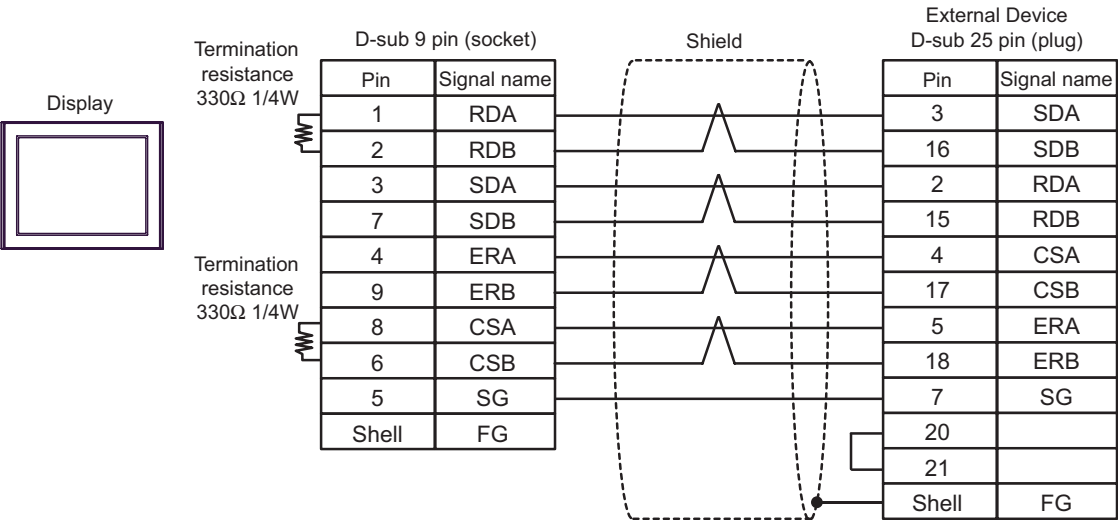 External Device
D-sub 9 pin (socket)
Shield
D-sub 25 pin (plug)
Termination
resistance
330Ω 1/4W
Display
Pin Signal name Pin Signal name
1 RDA 3 SDA
2 RDB 16 SDB
3 SDA 2 RDA
7 SDB 15 RDB
4 ERA 4 CSA
Termination
resistance
330Ω 1/4W
9 ERB 17 CSB
8 CSA 5 ERA
6 CSB 18 ERB
5 SG 7 SG
Shell FG 20
21
Shell FG